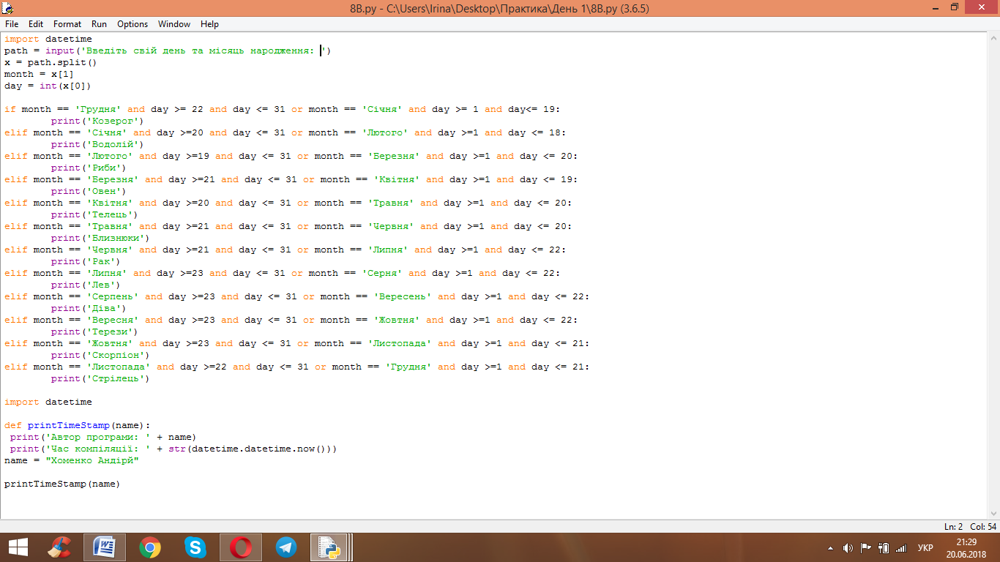 8B.py - C:\Users\Irina\Desktop\Практика\День 1\8B.py (3.6.5)
File Edit Format Run Options Window Help
import datetime
path = input('Введіть свій день та місяць народження: ')
x = path.split()
month = x[1]
day = int(x[0])
if month == 'Грудня' and day >= 22 and day <= 31 or month == 'Січня' and day >= 1 and day<= 19:
print('Козерог')
elif month == 'Січня' and day >=20 and day <= 31 or month == 'Лютого' and day >=1 and day <= 18:
print('Водолій')
elif month == 'Лютого' and day >=19 and day <= 31 or month == 'Березня' and day >=1 and day <= 20:
print('Риби')
elif month == 'Березня' and day >=21 and day <= 31 or month == 'Квітня' and day >=1 and day <= 19:
print('Овен')
elif month == 'Квітня' and day >=20 and day <= 31 or month == 'Травня' and day >=1 and day <= 20:
print('Телець')
elif month == 'Травня' and day >=21 and day <= 31 or month == 'Червня' and day >=1 and day <= 20:
print('Близнюки')
elif month == 'Червня' and day >=21 and day <= 31 or month == 'Липня' and day >=1 and day <= 22:
print('Рак')
elif month == 'Липня' and day >=23 and day <= 31 or month == 'Серня' and day >=1 and day <= 22:
print('Лев')
elif month == 'Серпень' and day >=23 and day <= 31 or month == 'Вересень' and day >=1 and day <= 22:
print('Діва')
elif month == 'Вересня' and day >=23 and day <= 31 or month == 'Жовтня' and day >=1 and day <= 22:
print('Терези')
elif month == 'Жовтня' and day >=23 and day <= 31 or month == 'Листопада' and day >=1 and day <= 21:
print('Скорпіон')
elif month == 'Листопада' and day >=22 and day <= 31 or month == 'Грудня' and day >=1 and day <= 21:
print('Стрілець')
import datetime
def printTimeStamp(name):
print('Автор програми: ' + name)
print('Час компіляції: ' + str(datetime.datetime.now()))
name = "Хоменко Андірй"
printTimeStamp(name)
Ln: 2 Col: 54
УКР
21:29
20.06.2018